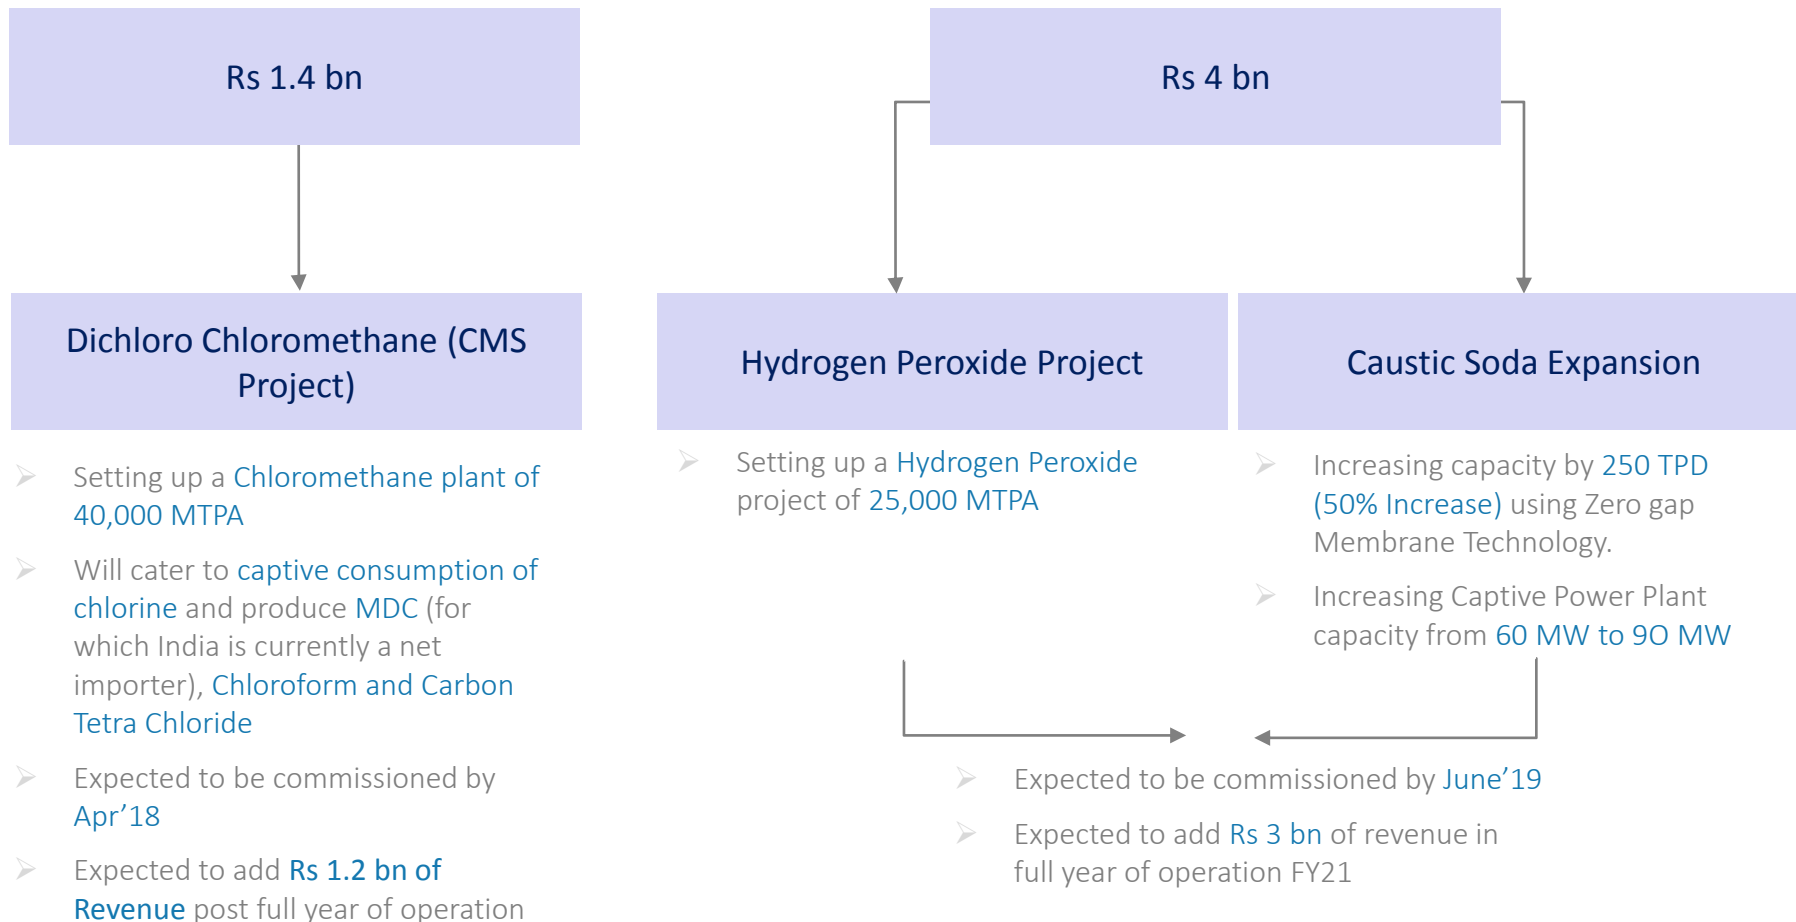 Rs 1.4 bn
Rs 4 bn
Dichloro Chloromethane (CMS
Project)
Hydrogen Peroxide Project
Caustic Soda Expansion
Setting up a Chloromethane plant of
40,000 MTPA
Will cater to captive consumption of
chlorine and produce MDC (for
which India is currently a net
importer), Chloroform and Carbon
Tetra Chloride
Expected to be commissioned by
Apr’18
Expected to add Rs 1.2 bn of
Revenue post full year of operation
Setting up a Hydrogen Peroxide
project of 25,000 MTPA
Increasing capacity by 250 TPD
(50% Increase) using Zero gap
Membrane Technology.
Increasing Captive Power Plant
capacity from 60 MW to 9O MW
Expected to be commissioned by June’19
Expected to add Rs 3 bn of revenue in
full year of operation FY21